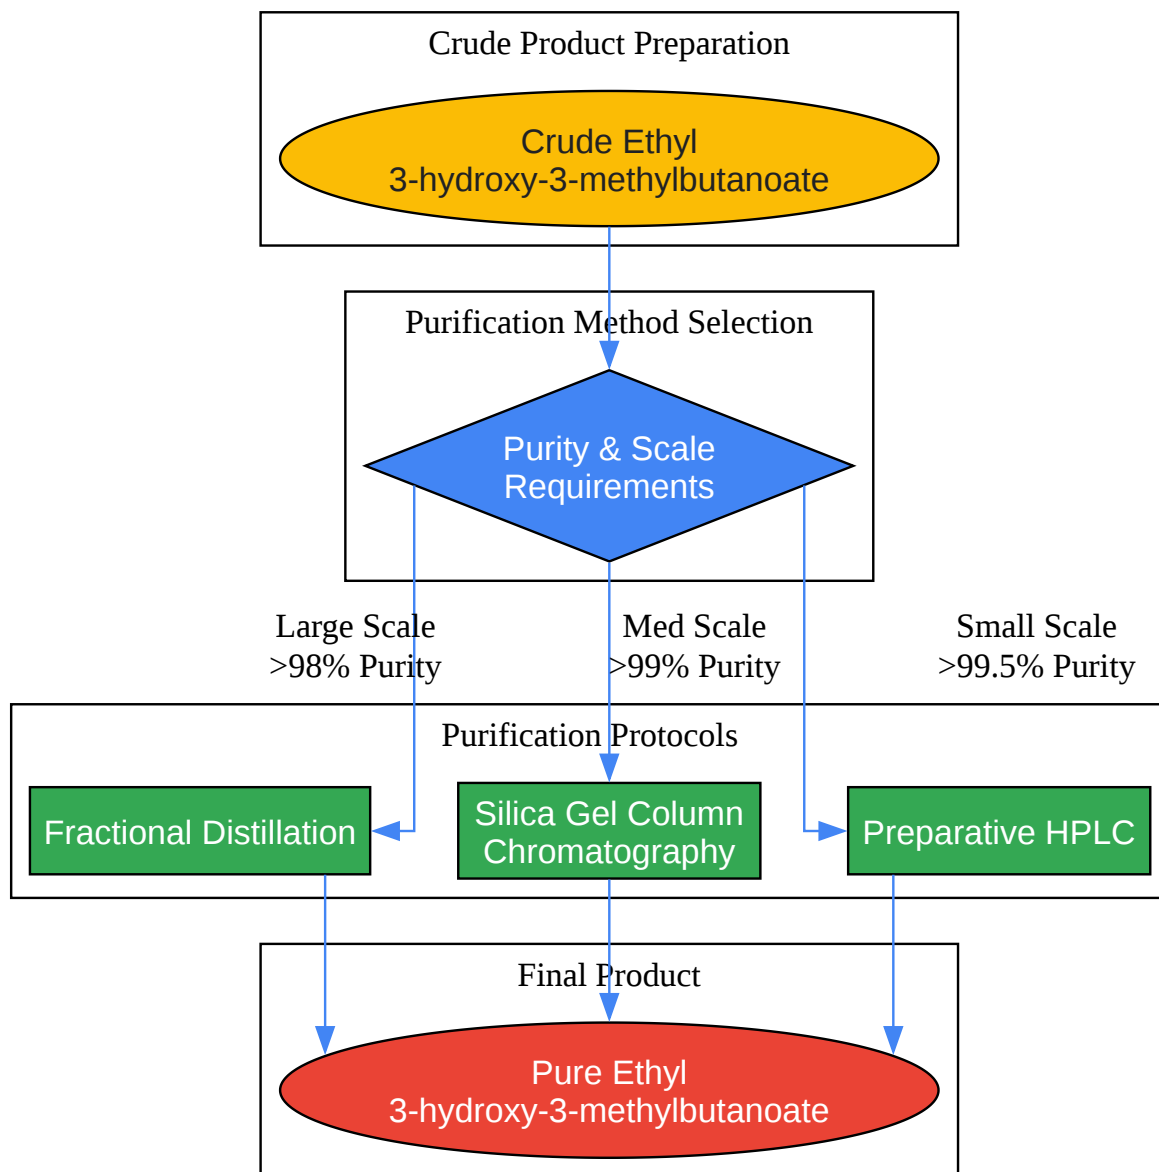 Crude Product Preparation
Crude Ethyl
3-hydroxy-3-methylbutanoate
Purification Method Selection
Purity & Scale
Requirements
Large Scale
>98% Purity
Med Scale
>99% Purity
Small Scale
>99.5% Purity
Purification Protocols
Fractional Distillation
Silica Gel Column
Chromatography
Preparative HPLC
Final Product
Pure Ethyl
3-hydroxy-3-methylbutanoate